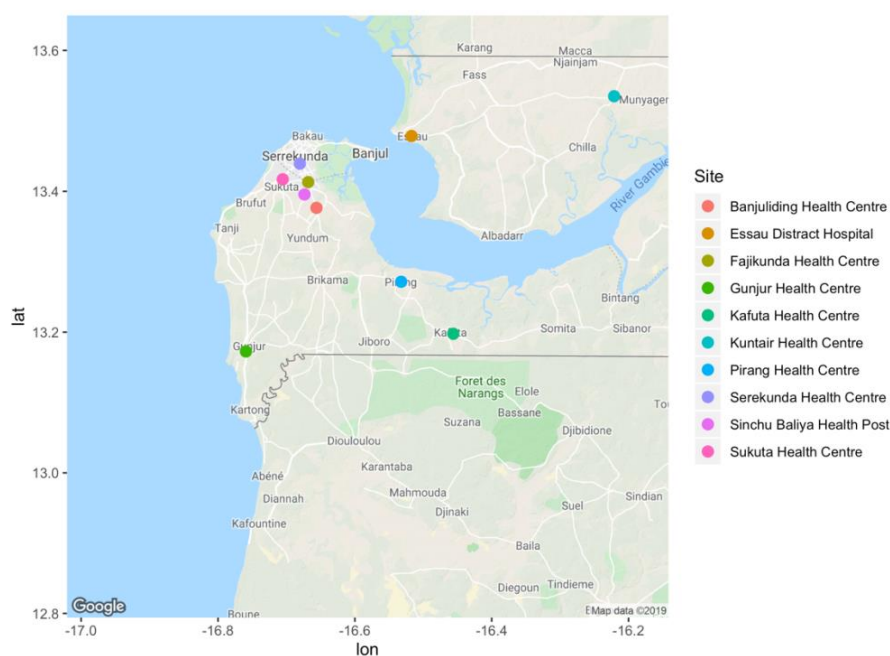 13.6
13.4
13.2
13.0
12.8
lat
-17.0
-16.8
-16.6
-16.4
-16.2
lon
Karang
Macca
Njainjam
Fass
Munyagen
Bakau
Essau
Serrekunda
Banjul
Chilla
Sukuta
Brufut
River Gambie
Tanji
Yundum
Albadarr
Brikama
Pirang
Bintang
Kafuta
Somita
Sibanor
Jiboro
Gunjur
Foret des
Narangs
Elole
Kartong
Bassane
Suzana
Djibidione
Diouloulou
Abéné
Karantaba
Diannah
Mahmouda
Sindian
Djinaki
Suel
Kafountine
Baila
Diegoun
Tindieme
Boune
Google
Map data ©2019
Site
Banjuliding Health Centre
Essau Distract Hospital
Fajikunda Health Centre
Gunjur Health Centre
Kafuta Health Centre
Kuntair Health Centre
Pirang Health Centre
Serekunda Health Centre
Sinchu Baliya Health Post
Sukuta Health Centre